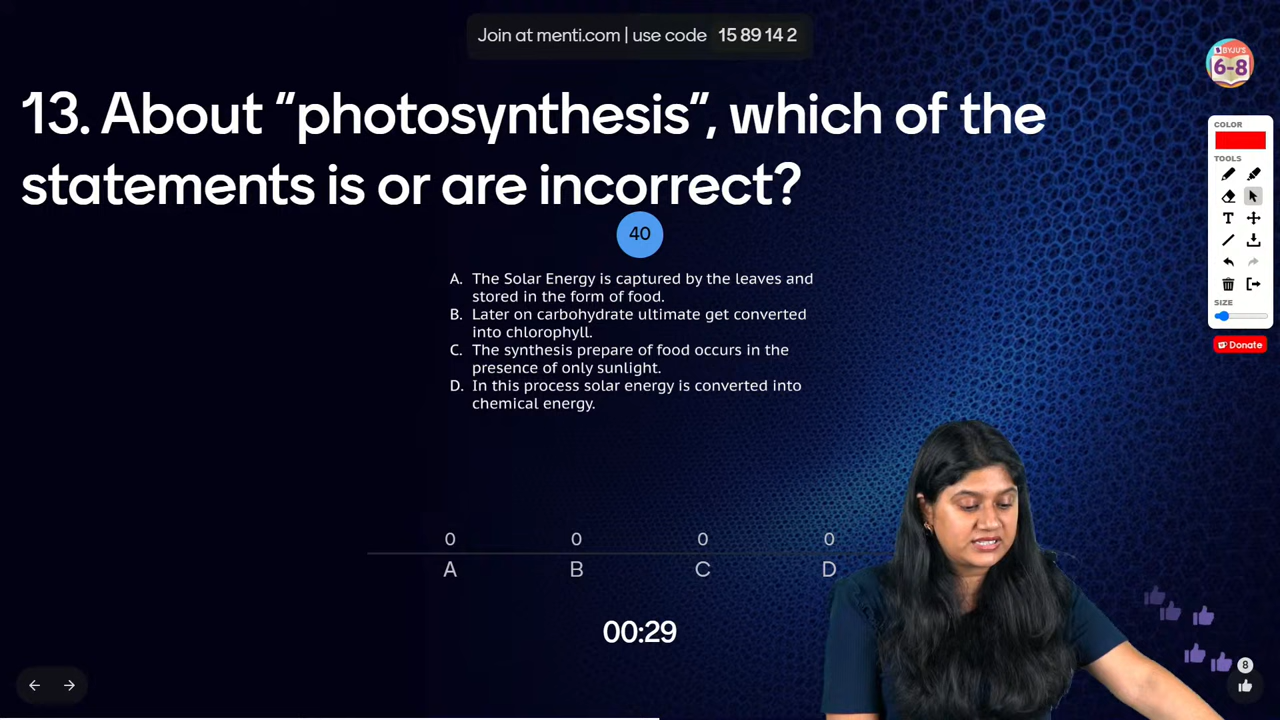 Join at menti.com | use code 15 89 14 2
BYJU'S
6-8
13. About “photosynthesis”, which of the
statements is or are incorrect?
40
A. The Solar Energy is captured by the leaves and
stored in the form of food.
B. Later on carbohydrate ultimate get converted
into chlorophyll.
C. The synthesis prepare of food occurs in the
presence of only sunlight.
D. In this process solar energy is converted into
chemical energy.
COLOR
TOOLS
T
SIZE
Donate
0 0 0 0
A B C D
00:29
8